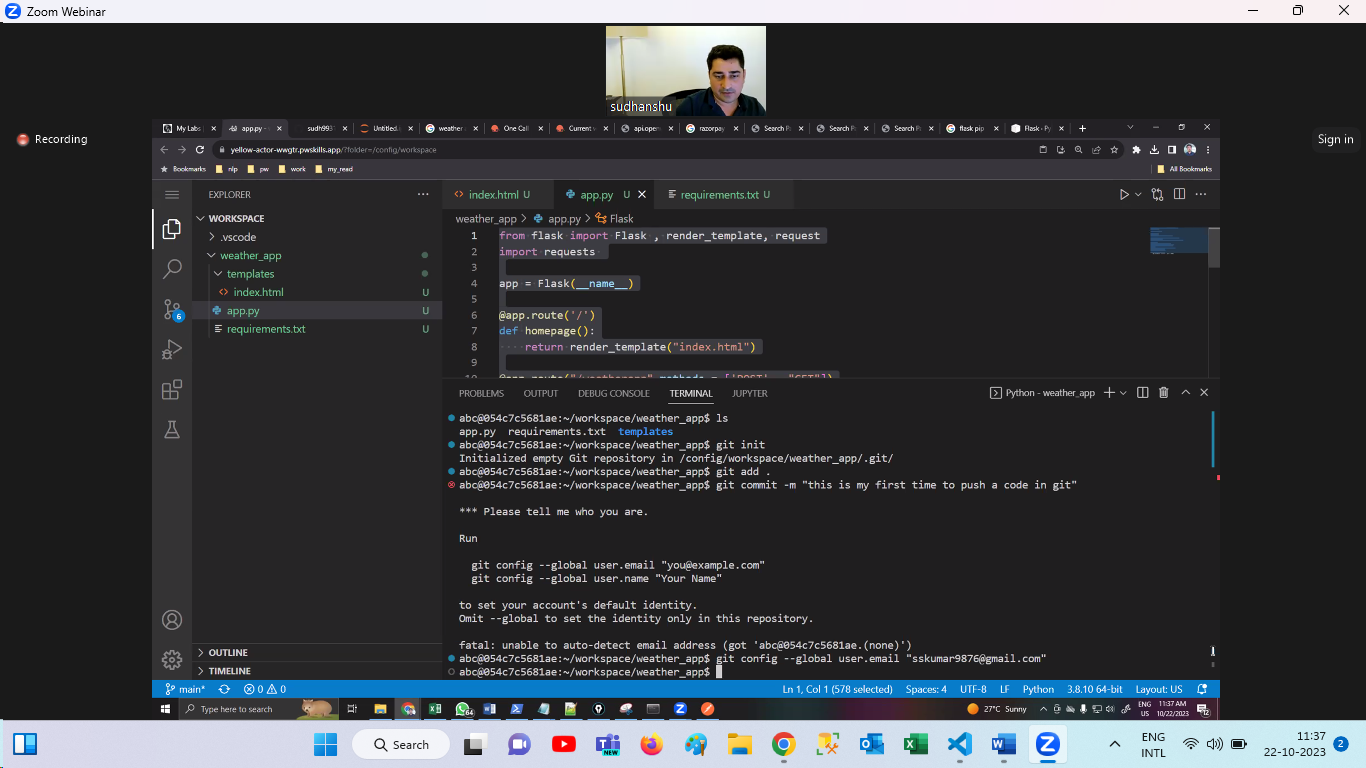 Zoom Webinar
sudhanshu
Recording
Sign in
My Labs
app.py -
sudh993
Untitled.
weather
One Call
Current
api.open
razorpay
Search P
Search P
Search P
flask pip
Flask - Py
yellow-actor-wwgtr.pwskills.app/?folder=/config/workspace
Bookmarks nlp pw work my_read All Bookmarks
EXPLORER
WORKSPACE
.vscode
weather_app
templates
index.html U
app.py U
requirements.txt U
OUTLINE
TIMELINE
6
index.html U app.py U requirements.txt U
weather_app > app.py > Flask
1 from flask import Flask , render_template, request
2 import requests
3
4 app = Flask(__name__)
5
6 @app.route('/')
7 def homepage():
8 return render_template("index.html")
9
PROBLEMS OUTPUT DEBUG CONSOLE TERMINAL JUPYTER Python - weather_app
abc@054c7c5681ae:~/workspace/weather_app$ ls
app.py requirements.txt templates
abc@054c7c5681ae:~/workspace/weather_app$ git init
Initialized empty Git repository in /config/workspace/weather_app/.git/
abc@054c7c5681ae:~/workspace/weather_app$ git add .
abc@054c7c5681ae:~/workspace/weather_app$ git commit -m "this is my first time to push a code in git"
*** Please tell me who you are.
Run
git config --global user.email "you@example.com"
git config --global user.name "Your Name"
to set your account's default identity.
Omit --global to set the identity only in this repository.
fatal: unable to auto-detect email address (got 'abc@054c7c5681ae.(none)')
abc@054c7c5681ae:~/workspace/weather_app$ git config --global user.email "sskumar9876@gmail.com"
abc@054c7c5681ae:~/workspace/weather_app$
main* 0 0 Ln 1, Col 1 (578 selected) Spaces: 4 UTF-8 LF Python 3.8.10 64-bit Layout: US
Type here to search 64 27°C Sunny ENG US 11:37 AM 10/22/2023 12
Search NEW ENG INTL 11:37 22-10-2023 2